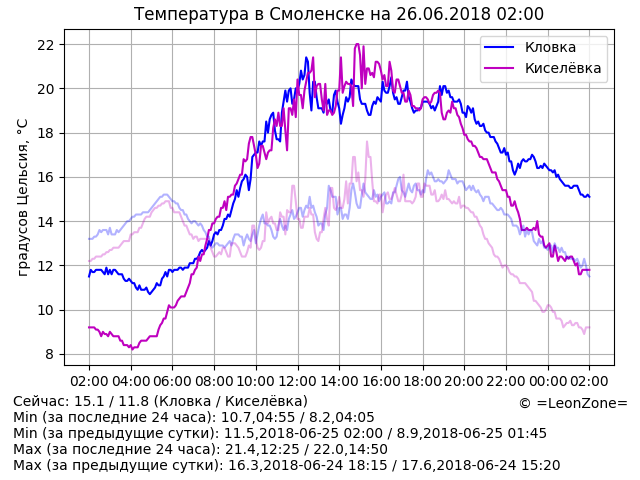 Температура в Смоленске на 26.06.2018 02:00
градусов Цельсия, °C
22
20
18
16
14
12
10
8
Кловка
Киселёвка
02:00 04:00 06:00 08:00 10:00 12:00 14:00 16:00 18:00 20:00 22:00 00:00 02:00
Сейчас: 15.1 / 11.8 (Кловка / Киселёвка)
© =LeonZone=
Min (за последние 24 часа): 10.7,04:55 / 8.2,04:05
Min (за предыдущие сутки): 11.5,2018-06-25 02:00 / 8.9,2018-06-25 01:45
Max (за последние 24 часа): 21.4,12:25 / 22.0,14:50
Max (за предыдущие сутки): 16.3,2018-06-24 18:15 / 17.6,2018-06-24 15:20